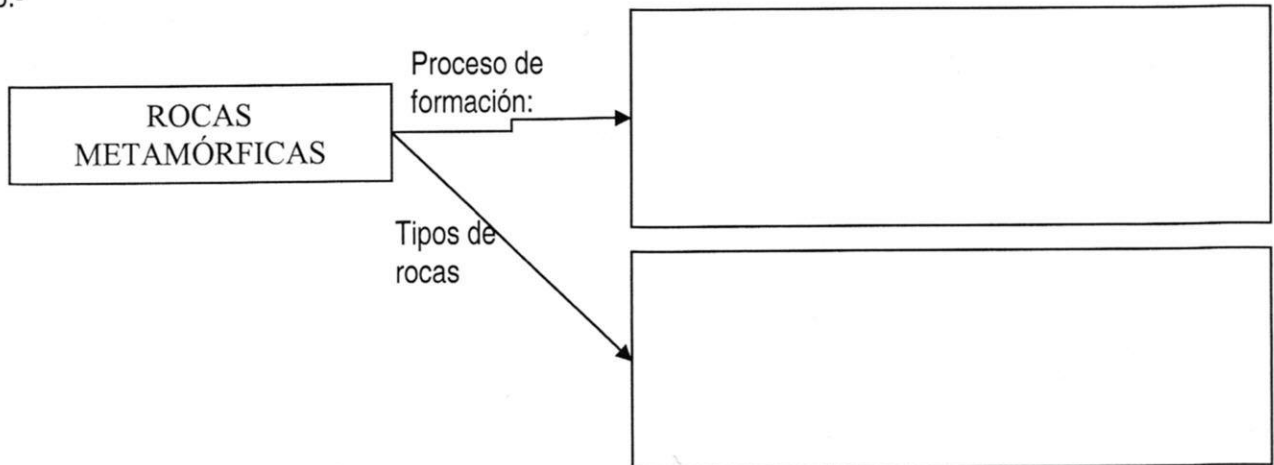 Proceso de
formación:
ROCAS
METAMÓRFICAS
Tipos de
rocas